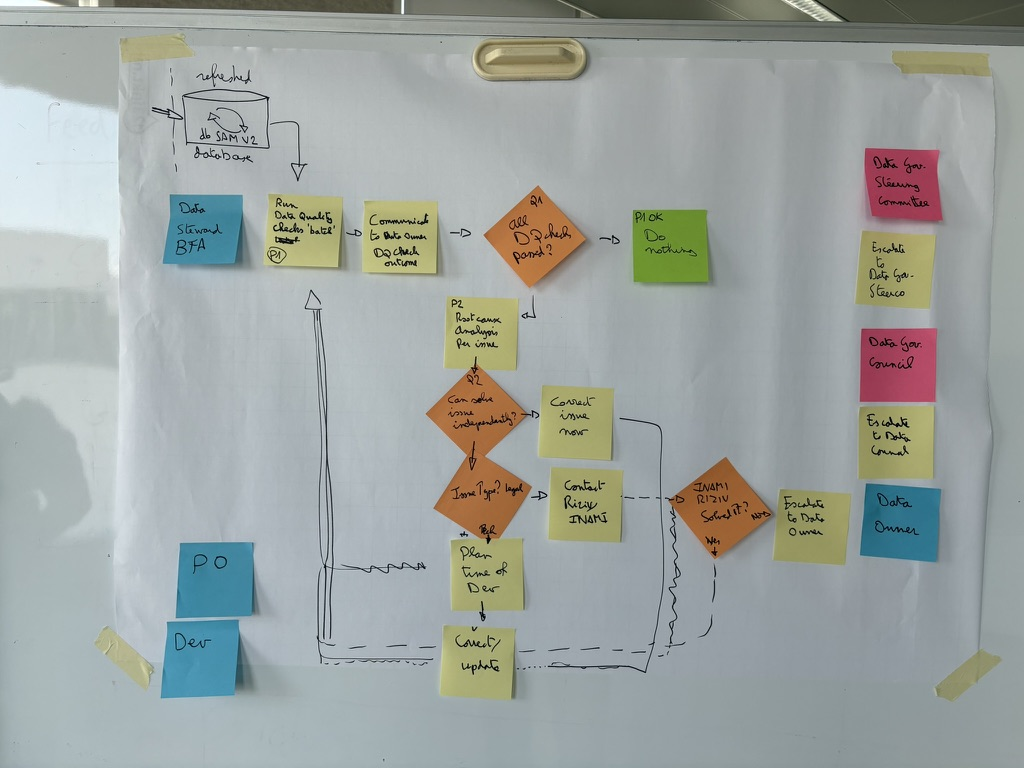 refreshed
db SAM V2
database
Data
Steward
BFA
Run
Data Quality
checks 'batch'
P1
Communicate
to Data Owner
DQ check
outcome
Q1
all
DQ check
passed?
P1 OK
Do
nothing
Data Gov.
Steering
Committee
Escalate
to
Data Gov.
Steerco
P2
Root cause
Analysis
Per issue
Data Gov.
Council
Q2
Can solve
issue
independently?
Correct
issue
now
Escalate
to Data
Council
Issue Type? legal
Contact
Riziv
INAMI
INAMI
RIZIV
Solved it?
No
Yes
Escalate
to Data
Owner
Data
Owner
PO
Plan
time of
Dev
Dev
Correct/
update